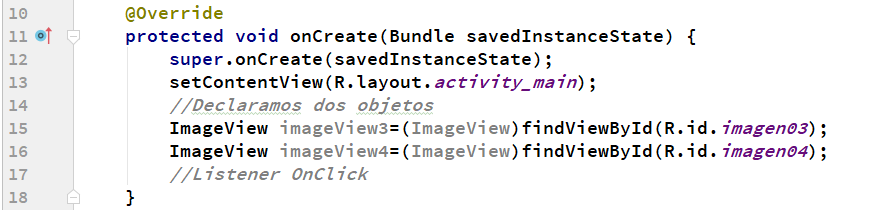 10 @Override
11 protected void onCreate(Bundle savedInstanceState) {
12 super.onCreate(savedInstanceState);
13 setContentView(R.layout.activity_main);
14 //Declaramos dos objetos
15 ImageView imageView3=(ImageView)findViewById(R.id.imagen03);
16 ImageView imageView4=(ImageView)findViewById(R.id.imagen04);
17 //Listener OnClick
18 }